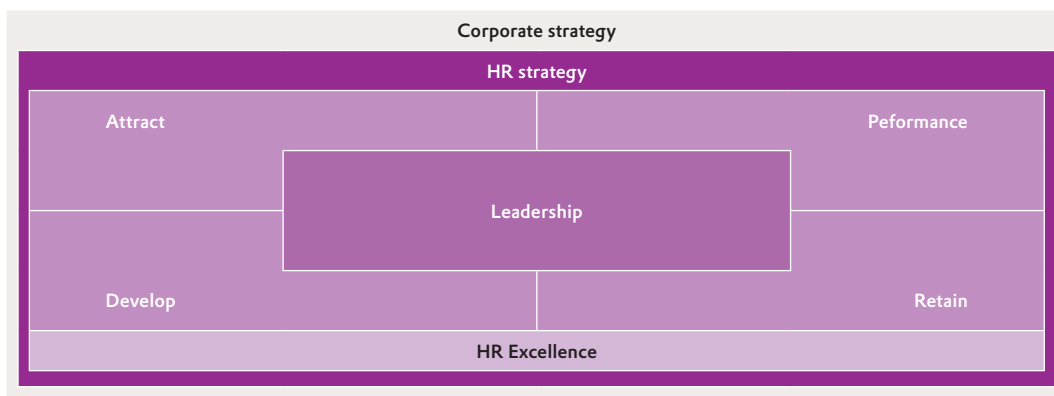 Corporate strategy
HR strategy
Attract
Peformance
Leadership
Develop
Retain
HR Excellence